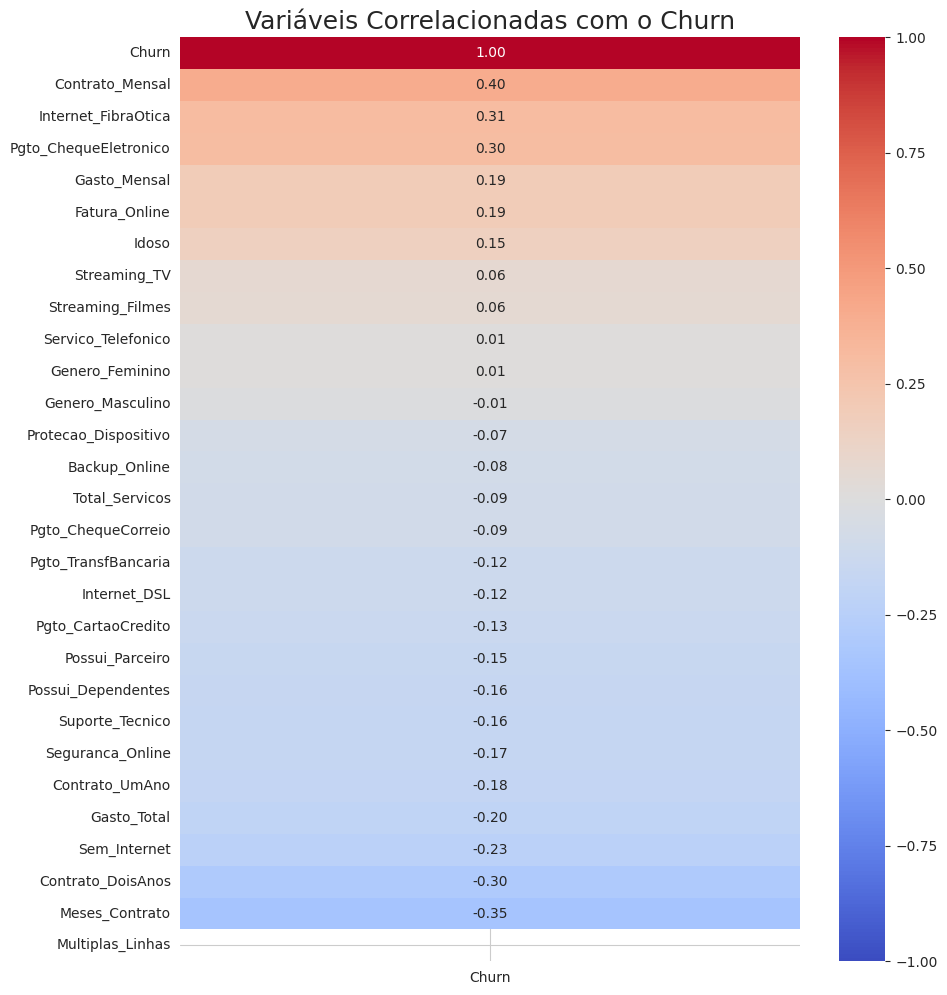 Variáveis Correlacionadas com o Churn
Churn 1.00
Contrato_Mensal 0.40
Internet_FibraOtica 0.31
Pgto_ChequeEletronico 0.30
Gasto_Mensal 0.19
Fatura_Online 0.19
Idoso 0.15
Streaming_TV 0.06
Streaming_Filmes 0.06
Servico_Telefonico 0.01
Genero_Feminino 0.01
Genero_Masculino -0.01
Protecao_Dispositivo -0.07
Backup_Online -0.08
Total_Servicos -0.09
Pgto_ChequeCorreio -0.09
Pgto_TransfBancaria -0.12
Internet_DSL -0.12
Pgto_CartaoCredito -0.13
Possui_Parceiro -0.15
Possui_Dependentes -0.16
Suporte_Tecnico -0.16
Seguranca_Online -0.17
Contrato_UmAno -0.18
Gasto_Total -0.20
Sem_Internet -0.23
Contrato_DoisAnos -0.30
Meses_Contrato -0.35
Multiplas_Linhas
Churn
1.00
0.75
0.50
0.25
0.00
−0.25
−0.50
−0.75
−1.00